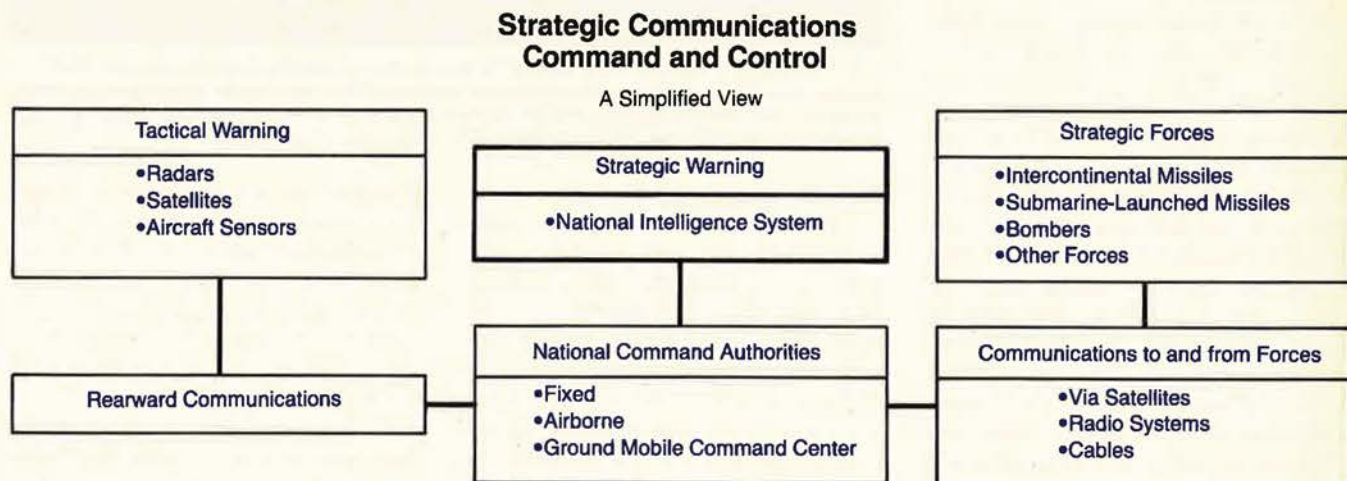 Strategic Communications
Command and Control
A Simplified View
Tactical Warning
•Radars
•Satellites
•Aircraft Sensors
Strategic Warning
•National Intelligence System
Strategic Forces
•Intercontinental Missiles
•Submarine-Launched Missiles
•Bombers
•Other Forces
Rearward Communications
National Command Authorities
•Fixed
•Airborne
•Ground Mobile Command Center
Communications to and from Forces
•Via Satellites
•Radio Systems
•Cables